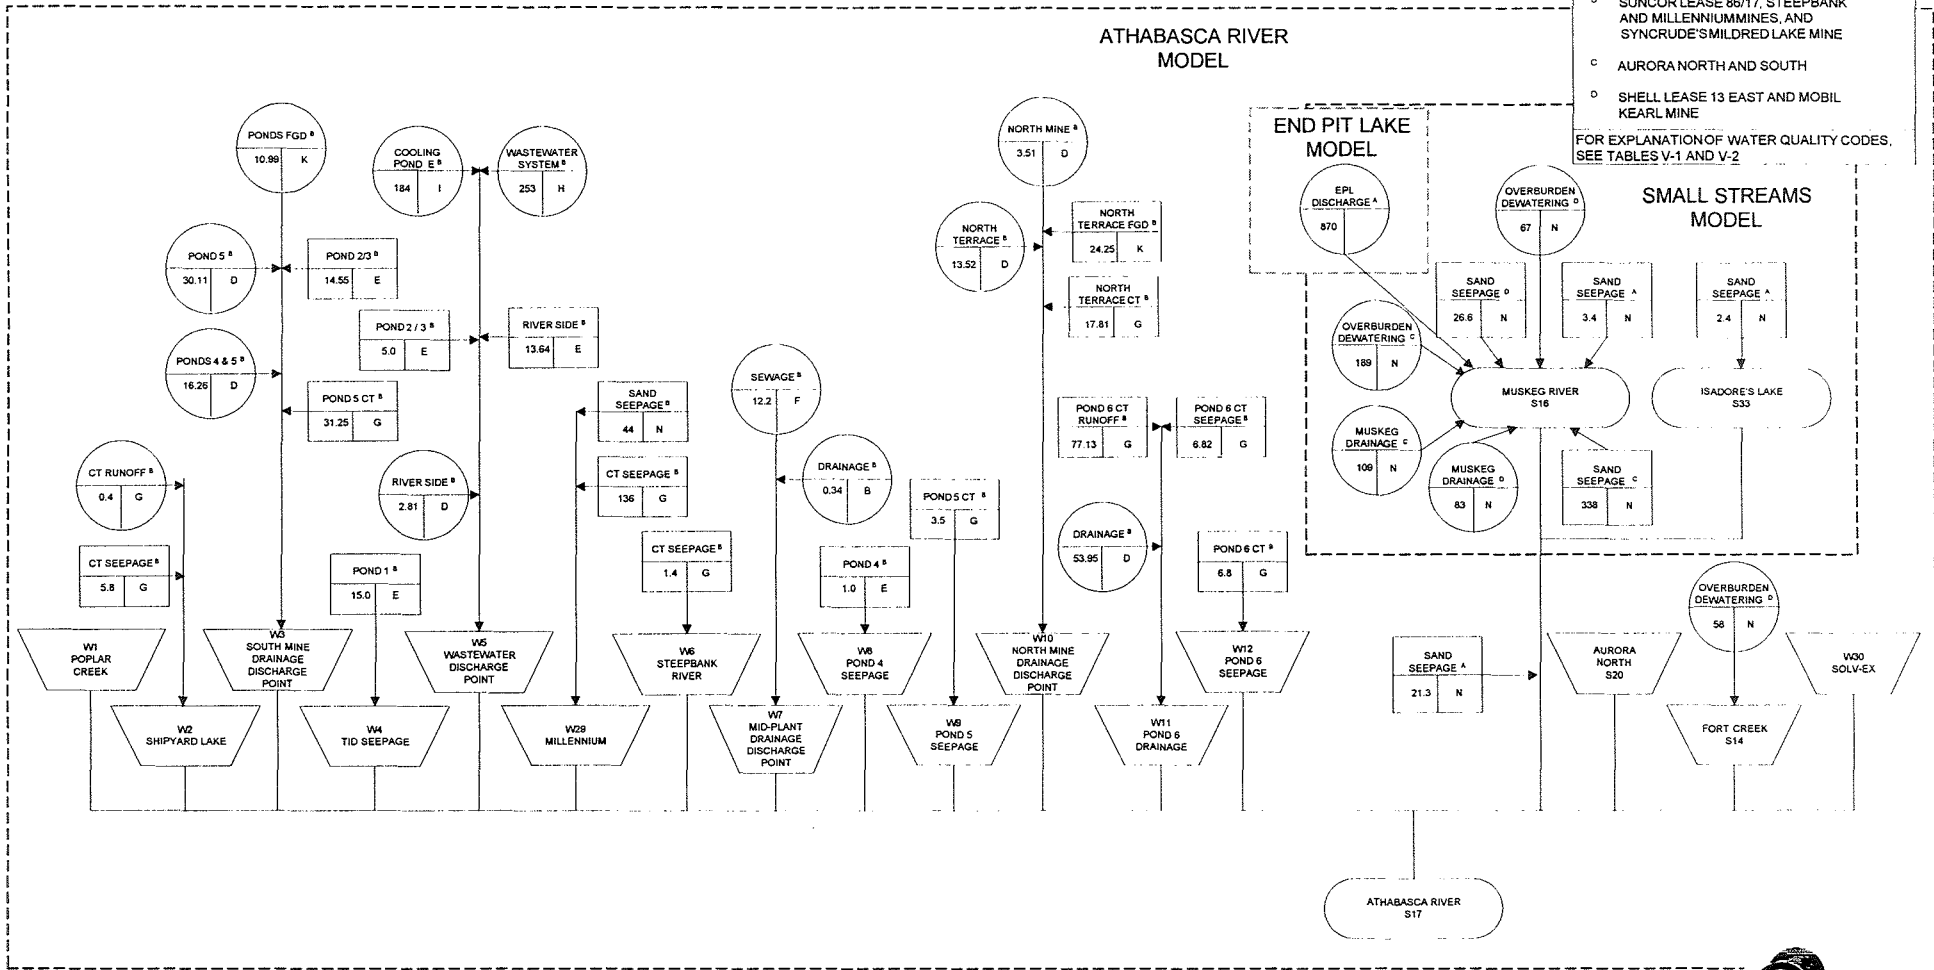 SUNCOR LEASE 86/17, STEEPBANK
AND MILLENNIUMMINES, AND
SYNCRUDE'S MILDRED LAKE MINE
C AURORA NORTH AND SOUTH
D SHELL LEASE 13 EAST AND MOBIL
KEARL MINE
FOR EXPLANATION OF WATER QUALITY CODES,
SEE TABLES V-1 AND V-2
ATHABASCA RIVER
MODEL
END PIT LAKE
MODEL
SMALL STREAMS
MODEL
PONDS FGD B
10.99 K
POND 5 B
30.11 D
POND 2/3 B
14.55 E
PONDS 4 & 5 B
16.26 D
POND 5 CT B
31.25 G
CT RUNOFF B
0.4 G
CT SEEPAGE B
5.8 G
COOLING
POND E B
184 I
WASTEWATER
SYSTEM B
253 H
POND 2 / 3 B
5.0 E
RIVER SIDE B
13.64 E
RIVER SIDE B
2.81 D
POND 1 B
15.0 E
SAND
SEEPAGE B
44 N
CT SEEPAGE B
136 G
CT SEEPAGE B
1.4 G
SEWAGE B
12.2 F
DRAINAGE B
0.34 B
POND 4 B
1.0 E
POND 5 CT B
3.5 G
NORTH MINE B
3.51 D
NORTH
TERRACE B
13.52 D
NORTH
TERRACE FGD B
24.25 K
NORTH
TERRACE CT B
17.81 G
POND 6 CT
RUNOFF B
77.13 G
POND 6 CT
SEEPAGE B
6.82 G
DRAINAGE B
53.95 D
POND 6 CT B
6.8 G
EPL
DISCHARGE A
870
OVERBURDEN
DEWATERING D
67 N
SAND
SEEPAGE D
26.6 N
SAND
SEEPAGE A
3.4 N
SAND
SEEPAGE A
2.4 N
OVERBURDEN
DEWATERING C
189 N
MUSKEG RIVER
S16
ISADORE'S LAKE
S33
MUSKEG
DRAINAGE C
109 N
MUSKEG
DRAINAGE D
83 N
SAND
SEEPAGE C
338 N
OVERBURDEN
DEWATERING D
58 N
SAND
SEEPAGE A
21.3 N
W1
POPLAR
CREEK
W2
SHIPYARD LAKE
W3
SOUTH MINE
DRAINAGE
DISCHARGE
POINT
W4
TID SEEPAGE
W5
WASTEWATER
DISCHARGE
POINT
W29
MILLENNIUM
W6
STEEPBANK
RIVER
W7
MID-PLANT
DRAINAGE
DISCHARGE
POINT
W8
POND 4
SEEPAGE
W9
POND 5
SEEPAGE
W10
NORTH MINE
DRAINAGE
DISCHARGE
POINT
W11
POND 6
DRAINAGE
W12
POND 6
SEEPAGE
AURORA
NORTH
S20
FORT CREEK
S14
W30
SOLV-EX
ATHABASCA RIVER
S17